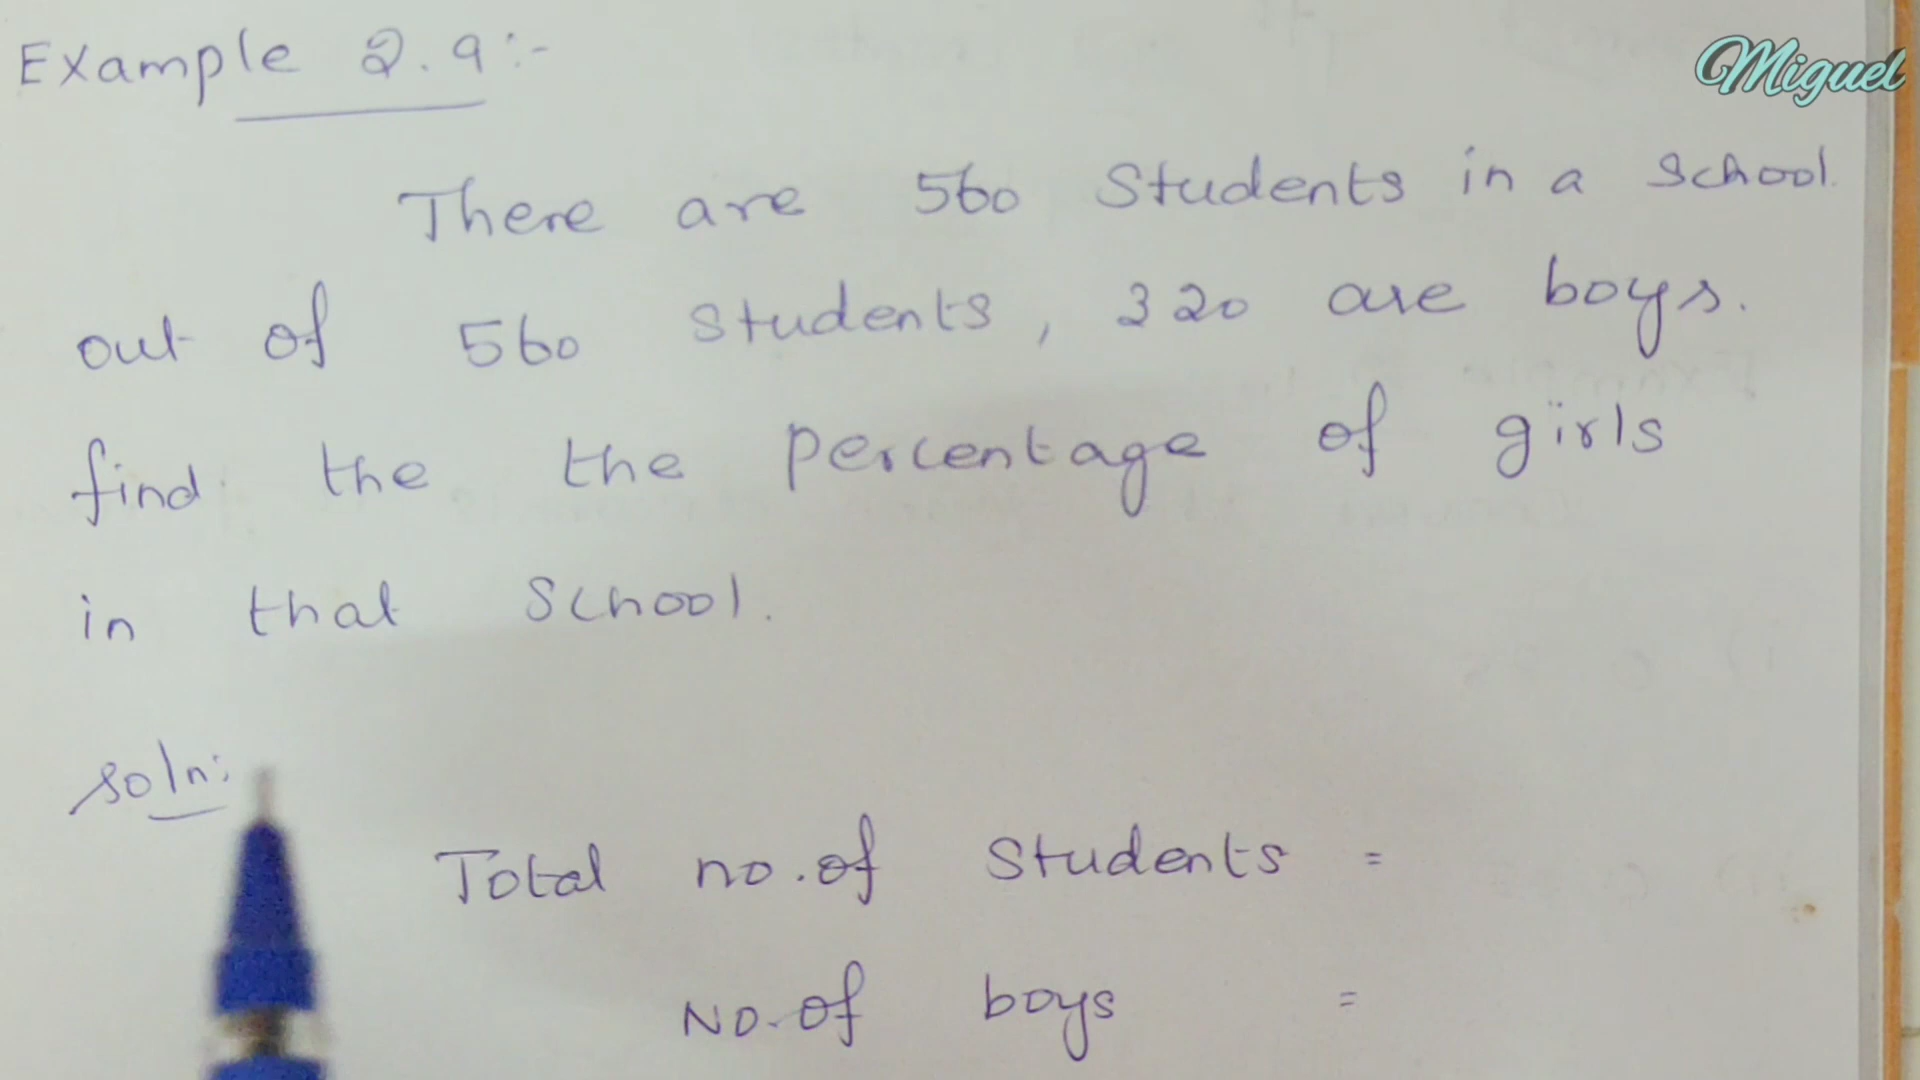 Example 2.9:-
Miguel
There are 560 Students in a School.
out of 560 Students, 320 are boys.
find the the percentage of girls
in that School.
soln:
Total no. of Students =
No. of boys =